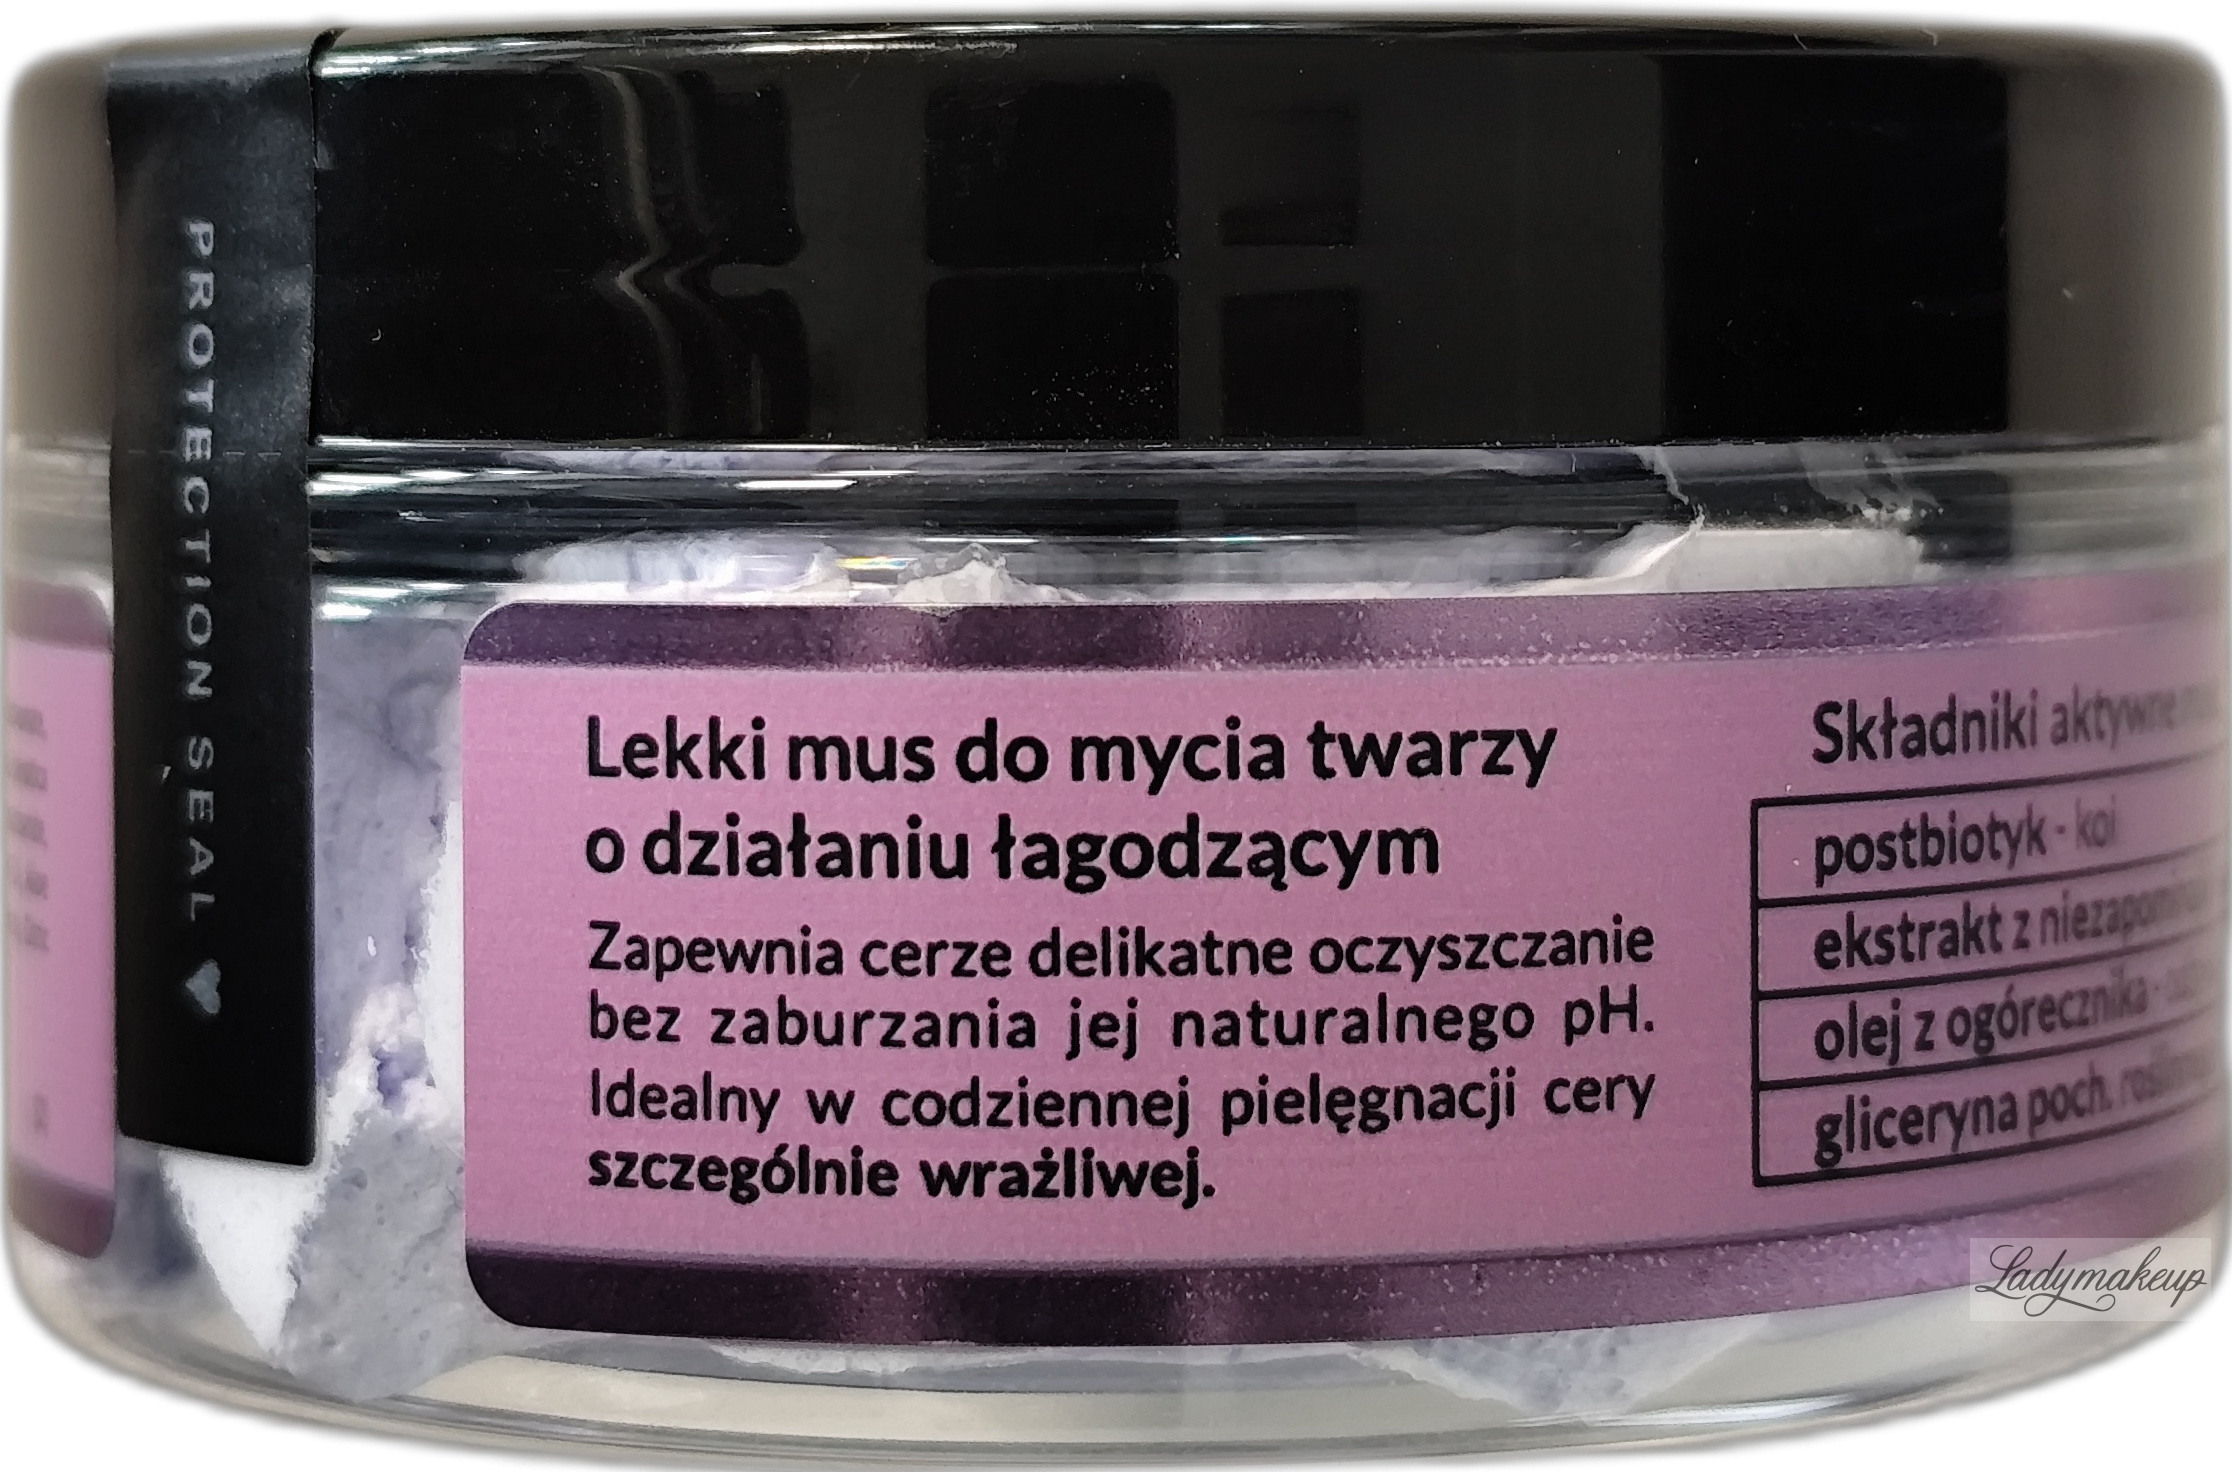 PROTECTION SEAL
Lekki mus do mycia twarzy
o działaniu łagodzącym
Zapewnia cerze delikatne oczyszczanie
bez zaburzania jej naturalnego pH.
Idealny w codziennej pielęgnacji cery
szczególnie wrażliwej.
Składniki aktywne
postbiotyk - koi
ekstrakt z
olej z ogórecznika -
gliceryna poch.
Ladymakeup